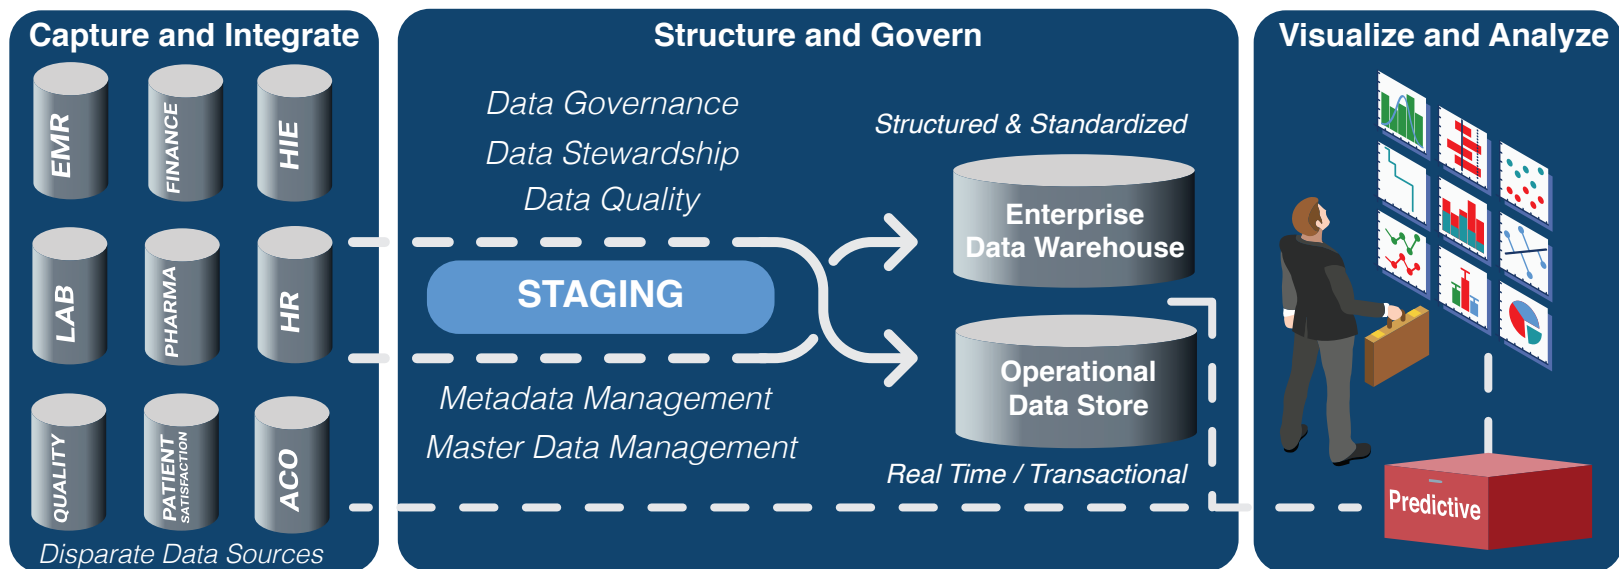 Capture and Integrate
EMR
FINANCE
HIE
LAB
PHARMA
HR
QUALITY
PATIENT
SATISFACTION
ACO
Disparate Data Sources
Structure and Govern
Data Governance
Data Stewardship
Data Quality
STAGING
Metadata Management
Master Data Management
Structured & Standardized
Enterprise
Data Warehouse
Operational
Data Store
Real Time / Transactional
Visualize and Analyze
Predictive